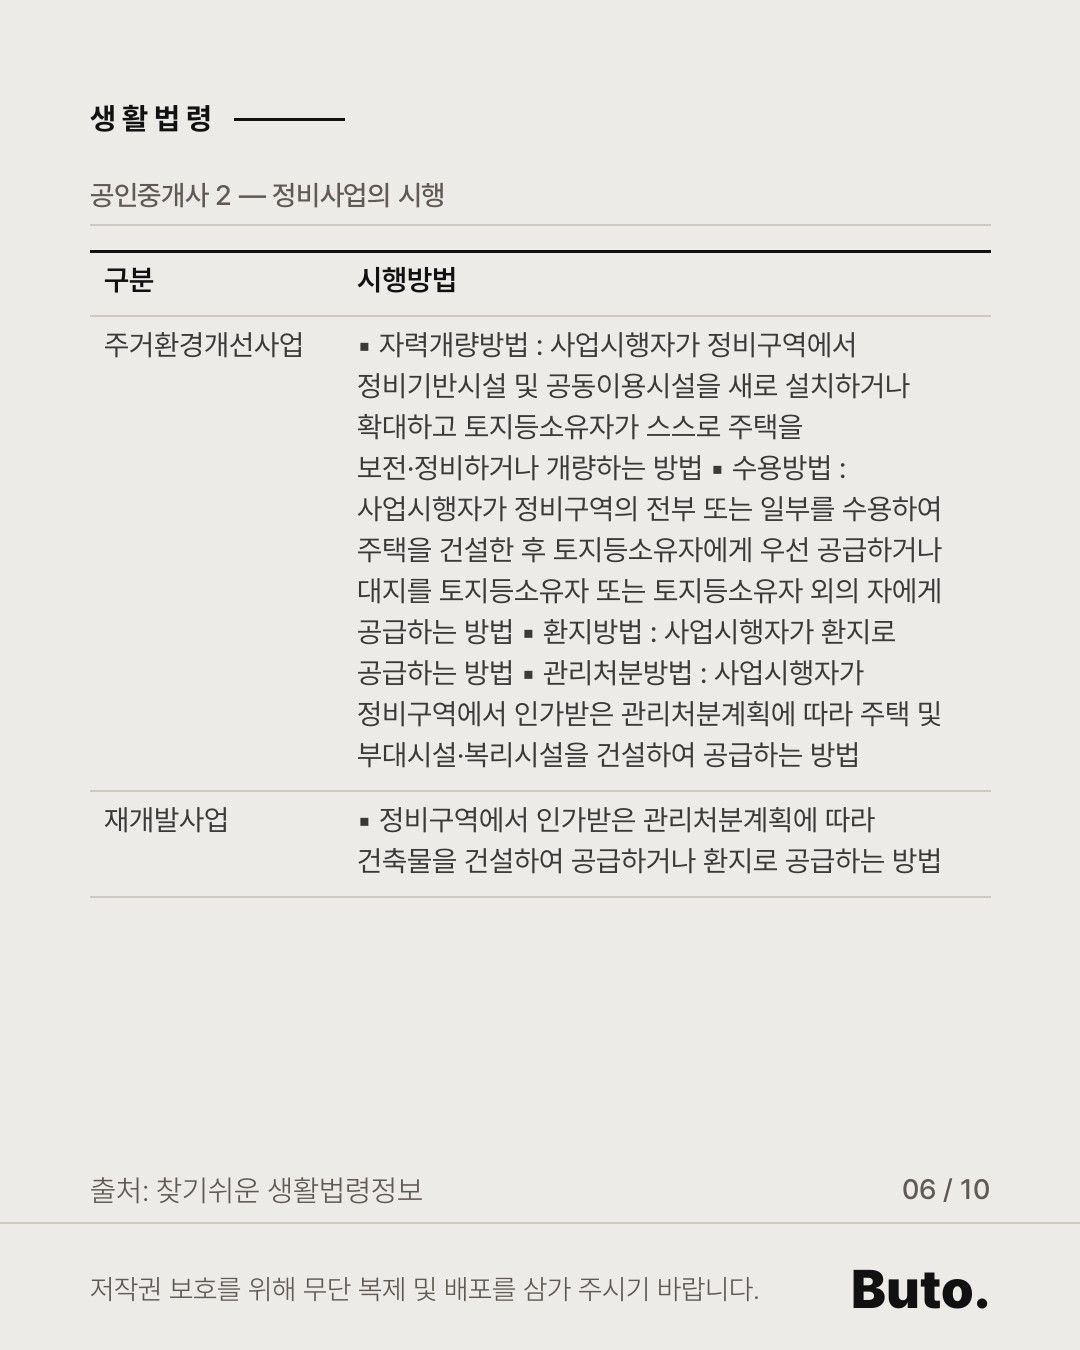 생활법령
공인중개사 2 — 정비사업의 시행
구분 시행방법
주거환경개선사업 ▪ 자력개량방법 : 사업시행자가 정비구역에서
정비기반시설 및 공동이용시설을 새로 설치하거나
확대하고 토지등소유자가 스스로 주택을
보전·정비하거나 개량하는 방법 ▪ 수용방법 :
사업시행자가 정비구역의 전부 또는 일부를 수용하여
주택을 건설한 후 토지등소유자에게 우선 공급하거나
대지를 토지등소유자 또는 토지등소유자 외의 자에게
공급하는 방법 ▪ 환지방법 : 사업시행자가 환지로
공급하는 방법 ▪ 관리처분방법 : 사업시행자가
정비구역에서 인가받은 관리처분계획에 따라 주택 및
부대시설·복리시설을 건설하여 공급하는 방법
재개발사업 ▪ 정비구역에서 인가받은 관리처분계획에 따라
건축물을 건설하여 공급하거나 환지로 공급하는 방법
출처: 찾기쉬운 생활법령정보 06 / 10
저작권 보호를 위해 무단 복제 및 배포를 삼가 주시기 바랍니다. Buto.